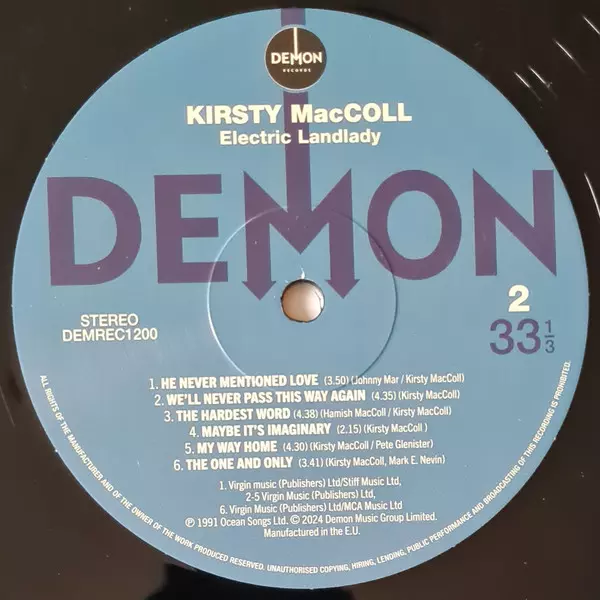 DEMON
RECORDS
KIRSTY MacCOLL
Electric Landlady
DEMON
2
STEREO
DEMREC1200
33 1/3
1. HE NEVER MENTIONED LOVE (3.50) (Johnny Mar / Kirsty MacColl)
2. WE'LL NEVER PASS THIS WAY AGAIN (4.35) (Kirsty MacColl)
3. THE HARDEST WORD (4.38) (Hamish MacColl / Kirsty MacColl)
4. MAYBE IT'S IMAGINARY (2.15) (Kirsty MacColl )
5. MY WAY HOME (4.30) (Kirsty MacColl / Pete Glenister)
6. THE ONE AND ONLY (3.41) (Kirsty MacColl, Mark E. Nevin)
1. Virgin music (Publishers) Ltd/Stiff Music Ltd,
2-5 Virgin Music (Publishers) Ltd,
6. Virgin Music (Publishers) Ltd/MCA Music Ltd
℗ 1991 Ocean Songs Ltd. © 2024 Demon Music Group Limited.
Manufactured in the E.U.
ALL RIGHTS OF THE MANUFACTURER AND OF THE OWNER OF THE WORK PRODUCED RESERVED. UNAUTHORISED COPYING, HIRING, LENDING, PUBLIC PERFORMANCE AND BROADCASTING OF THIS RECORDING IS PROHIBITED.